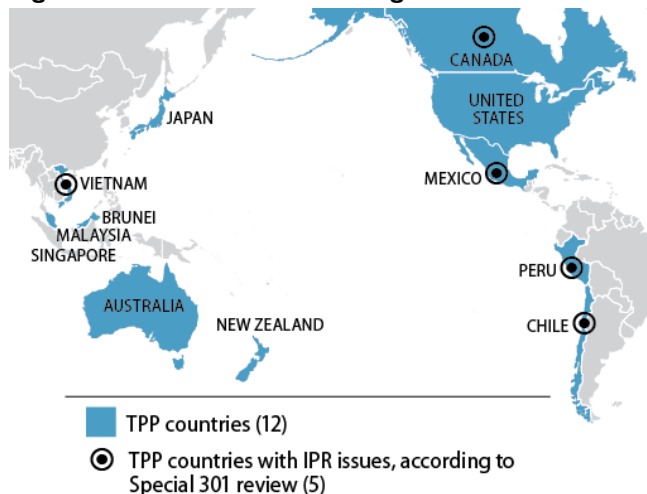 CANADA
UNITED
STATES
JAPAN
MEXICO
VIETNAM
BRUNEI
MALAYSIA
SINGAPORE
PERU
AUSTRALIA
NEW ZEALAND
CHILE
TPP countries (12)
TPP countries with IPR issues, according to
Special 301 review (5)